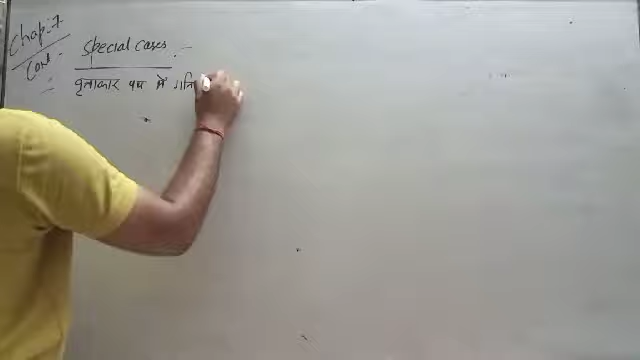 Chap:-7
Cont
Special cases :-
वृत्ताकार पथ में गति